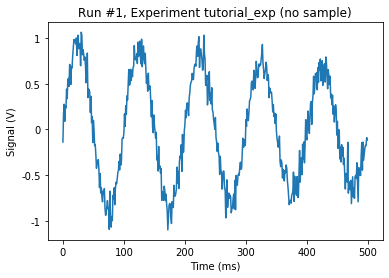 Run #1, Experiment tutorial_exp (no sample)
Signal (V)
1
0.5
0
-0.5
-1
0 100 200 300 400 500
Time (ms)